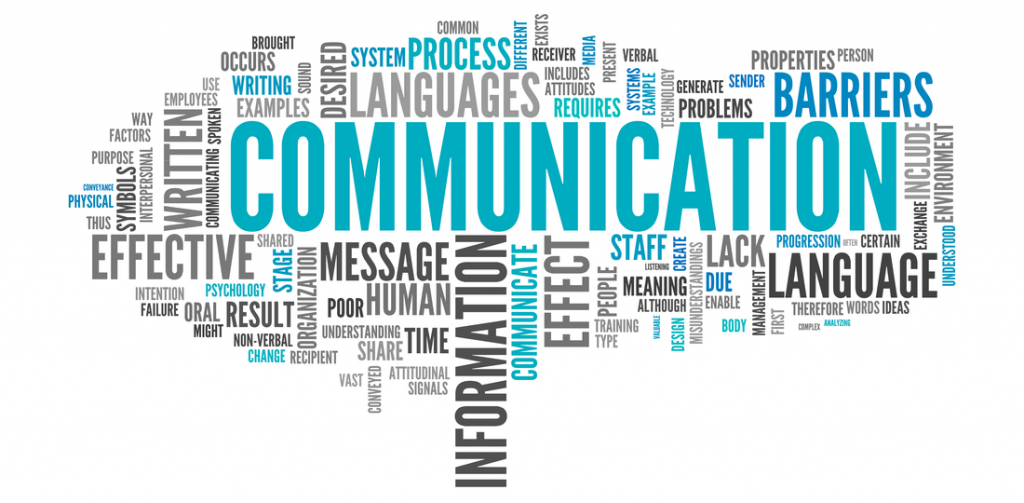 COMMON
BROUGHT
OCCURS
SYSTEM
PROCESS
DIFFERENT
EXISTS
RECEIVER
MEDIA
PRESENT
VERBAL
PROPERTIES
PERSON
USE
WRITING
SOUND
DESIRED
LANGUAGES
INCLUDES
ATTITUDES
SYSTEMS
EXAMPLE
TECHNOLOGY
GENERATE
SENDER
BARRIERS
EMPLOYEES
EXAMPLES
REQUIRES
PROBLEMS
WAY
FACTORS
WRITTEN
SPOKEN
COMMUNICATING
COMMUNICATION
INCLUDE
ENVIRONMENT
PURPOSE
INTERPERSONAL
SYMBOLS
CONVEYANCE
PHYSICAL
THUS
EXCHANGE
UNDERSTOOD
EFFECTIVE
SHARED
STAGE
ORGANIZATION
MESSAGE
INFORMATION
COMMUNICATE
EFFECT
STAFF
LISTENING
CREATE
LACK
PROGRESSION
OFTEN
CERTAIN
LANGUAGE
INTENTION
PSYCHOLOGY
HUMAN
PEOPLE
MEANING
MISUNDERSTANDINGS
DUE
MANAGEMENT
FAILURE
ORAL
RESULT
POOR
ALTHOUGH
ENABLE
FIRST
THEREFORE
WORDS
IDEAS
MIGHT
NON-VERBAL
UNDERSTANDING
TIME
TRAINING
VALUABLE
DESIGN
BODY
COMPLEX
ANALYZING
CHANGE
RECIPIENT
SHARE
TYPE
VAST
CONVEYED
ATTITUDINAL
SIGNALS